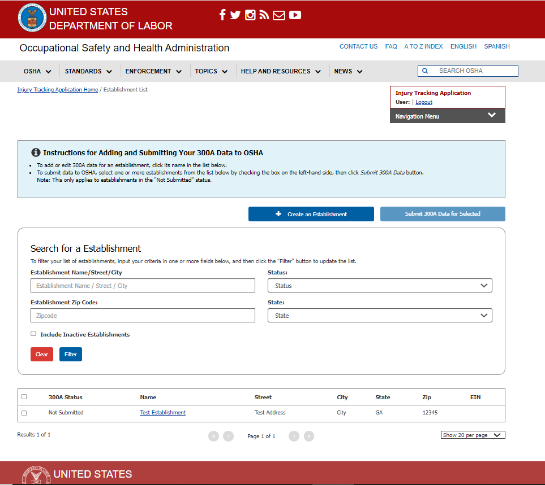 UNITED STATES
DEPARTMENT OF LABOR
Occupational Safety and Health Administration
CONTACT US FAQ A TO Z INDEX ENGLISH SPANISH
OSHA STANDARDS ENFORCEMENT TOPICS HELP AND RESOURCES NEWS SEARCH OSHA
Injury Tracking Application Home / Establishment List
Injury Tracking Application
User: | Logout
Navigation Menu
Instructions for Adding and Submitting Your 300A Data to OSHA
• To add or edit 300A data for an establishment, click its name in the list below.
• To submit data to OSHA, select one or more establishments from the list below by checking the box on the left-hand side, then click Submit 300A Data button.
Note: This only applies to establishments in the "Not Submitted" status.
+ Create an Establishment Submit 300A Data for Selected
Search for a Establishment
To filter your list of establishments, input your criteria in one or more fields below, and then click the "Filter" button to update the list.
Establishment Name/Street/City Status:
Establishment Name / Street / City Status
Establishment Zip Code: State:
Zipcode State
Include Inactive Establishments
Clear Filter
300A Status Name Street City State Zip EIN
Not Submitted Test Establishment Test Address City GA 12345
Results 1 of 1 Page 1 of 1 Show 20 per page
UNITED STATES